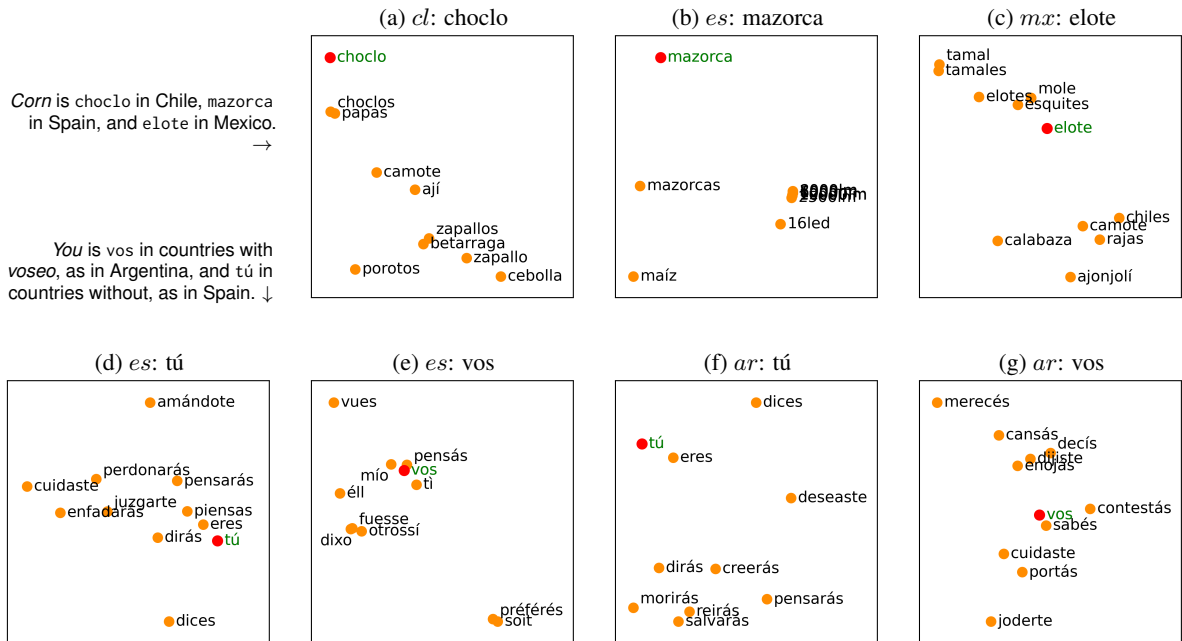 (a) cl: choclo
(b) es: mazorca
(c) mx: elote
Corn is choclo in Chile, mazorca
in Spain, and elote in Mexico.
→
You is vos in countries with
voseo, as in Argentina, and tú in
countries without, as in Spain. ↓
choclo
choclos
papas
camote
ají
zapallos
betarraga
zapallo
porotos
cebolla
mazorca
mazorcas
16led
maíz
tamal
tamales
elotes
mole
esquites
elote
chiles
camote
rajas
calabaza
ajonjolí
(d) es: tú
(e) es: vos
(f) ar: tú
(g) ar: vos
amándote
perdonarás
cuidaste
pensarás
juzgarte
enfadarás
piensas
eres
dirás
tú
dices
vues
pensás
mío
vos
tì
éll
fuesse
otrossí
dixo
préférés
soit
dices
tú
eres
deseaste
dirás
creerás
morirás
pensarás
reirás
salvarás
merecés
cansás
decís
dijiste
enojas
contestás
vos
sabés
cuidaste
portás
joderte